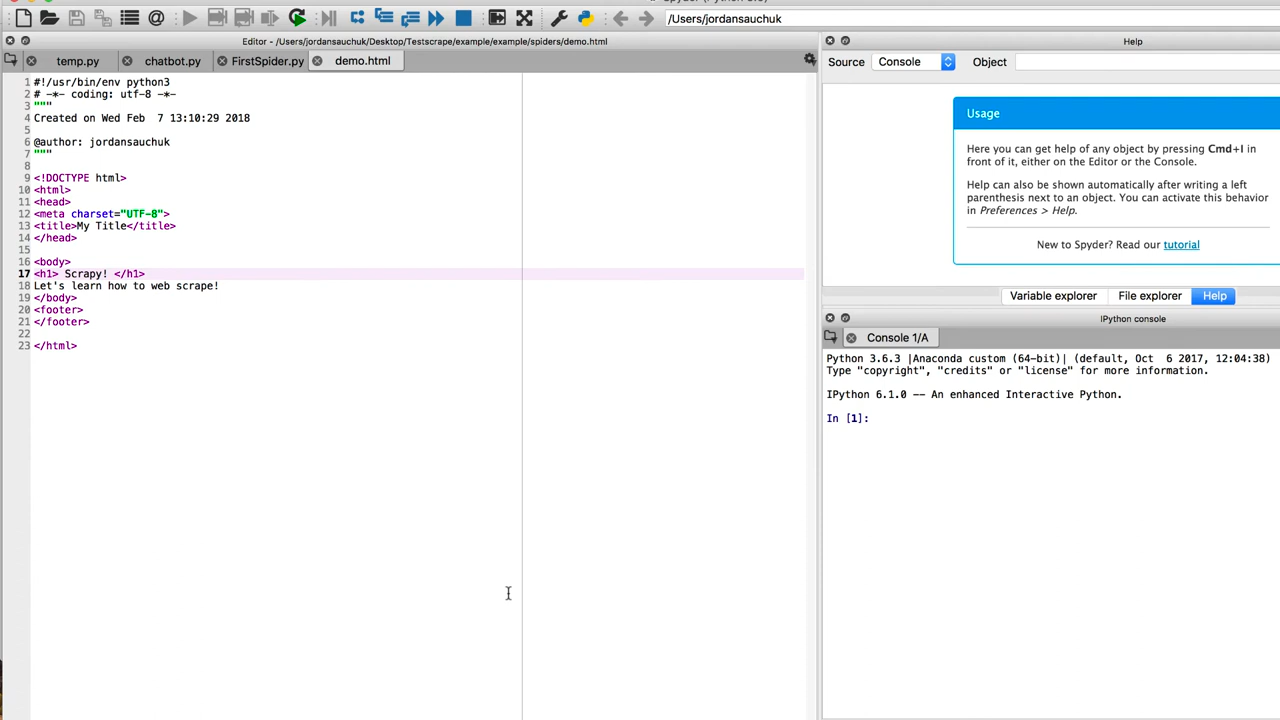 /Users/jordansauchuk
Editor - /Users/jordansauchuk/Desktop/Testscrape/example/example/spiders/demo.html
temp.py
chatbot.py
FirstSpider.py
demo.html
1 #!/usr/bin/env python3
2 # -*- coding: utf-8 -*-
3 """
4 Created on Wed Feb  7 13:10:29 2018
5
6 @author: jordansauchuk
7 """
8
9 <!DOCTYPE html>
10 <html>
11 <head>
12 <meta charset="UTF-8">
13 <title>My Title</title>
14 </head>
15
16 <body>
17 <h1> Scrapy! </h1>
18 Let's learn how to web scrape!
19 </body>
20 <footer>
21 </footer>
22
23 </html>
Help
Source Console Object
Usage
Here you can get help of any object by pressing Cmd+I in
front of it, either on the Editor or the Console.
Help can also be shown automatically after writing a left
parenthesis next to an object. You can activate this behavior
in Preferences > Help.
New to Spyder? Read our tutorial
Variable explorer File explorer Help
IPython console
Console 1/A
Python 3.6.3 |Anaconda custom (64-bit)| (default, Oct  6 2017, 12:04:38)
Type "copyright", "credits" or "license" for more information.
IPython 6.1.0 -- An enhanced Interactive Python.
In [1]: